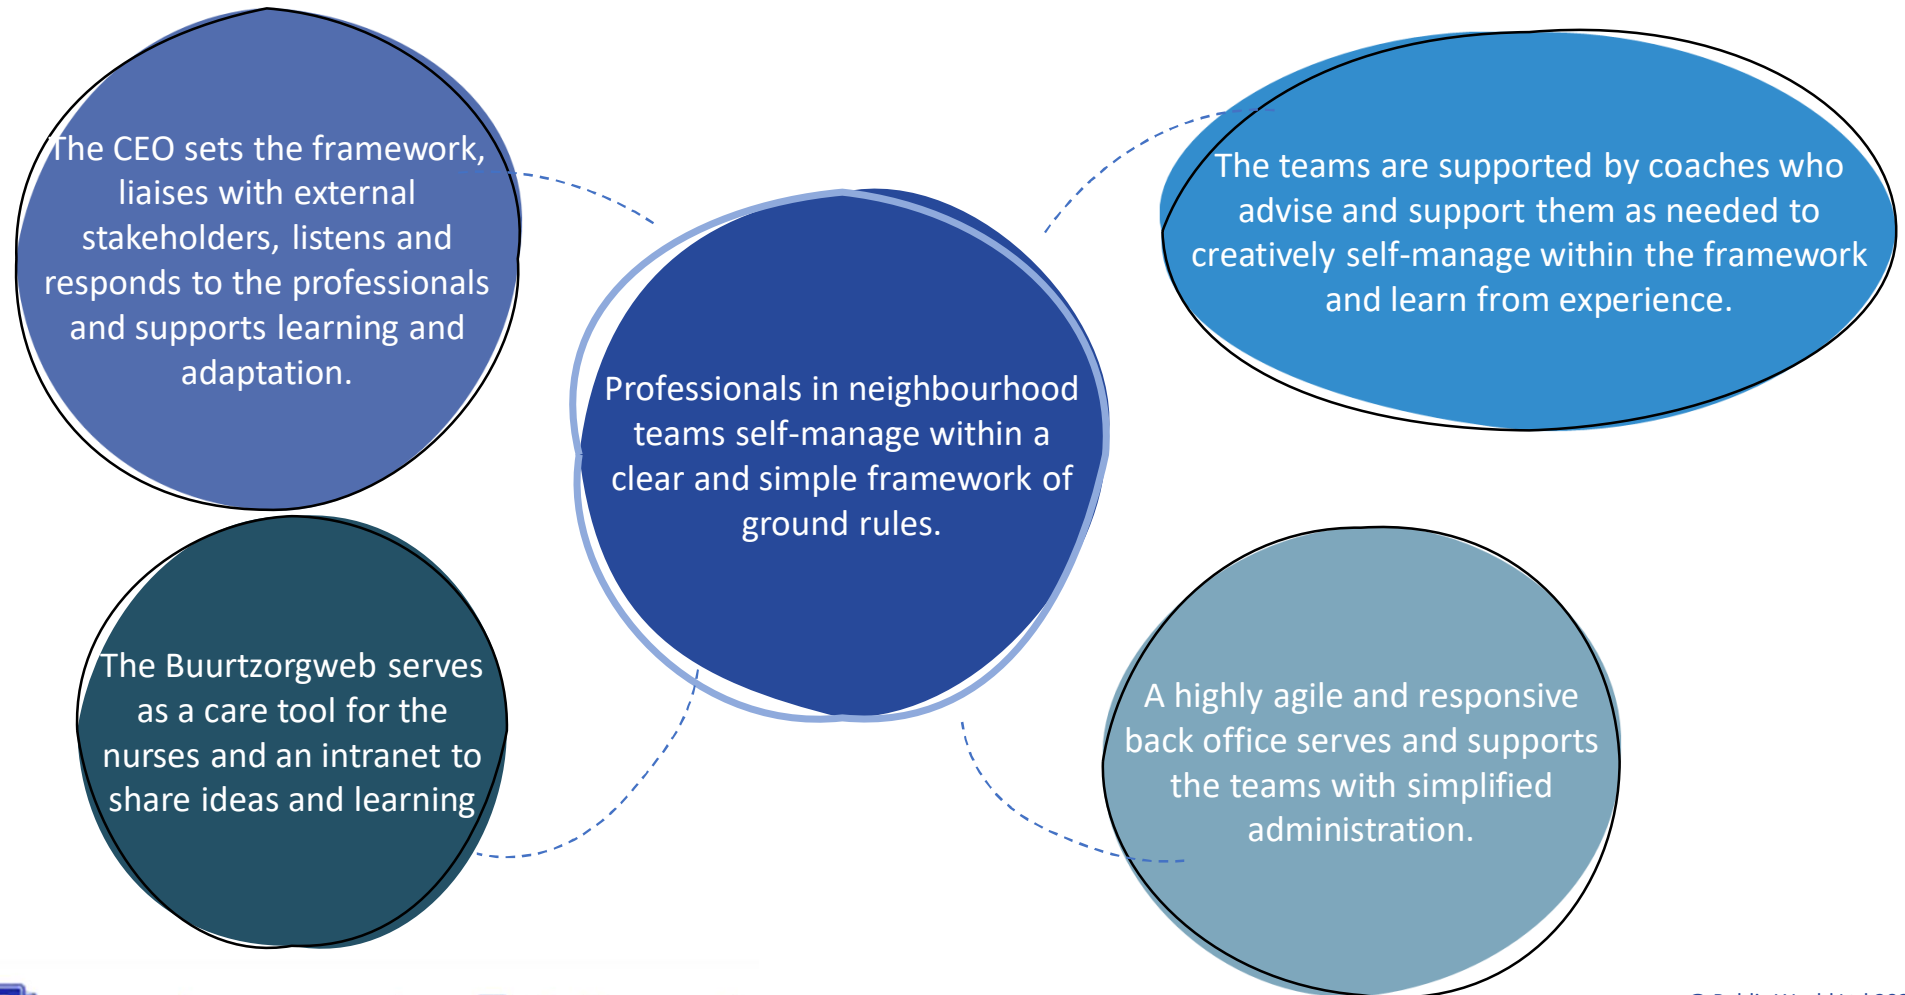 The CEO sets the framework,
liaises with external
stakeholders, listens and
responds to the professionals
and supports learning and
adaptation.
The teams are supported by coaches who
advise and support them as needed to
creatively self-manage within the framework
and learn from experience.
Professionals in neighbourhood
teams self-manage within a
clear and simple framework of
ground rules.
The Buurtzorgweb serves
as a care tool for the
nurses and an intranet to
share ideas and learning
A highly agile and responsive
back office serves and supports
the teams with simplified
administration.